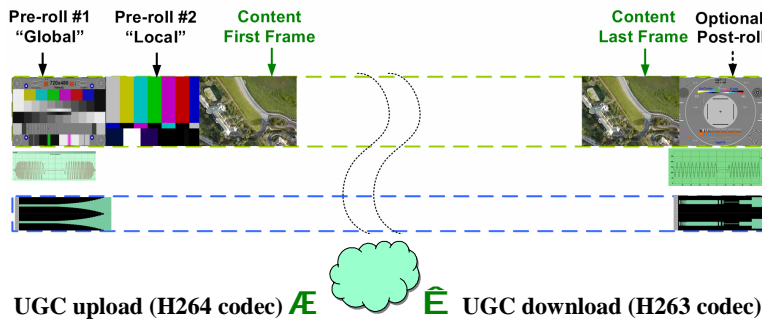 Pre-roll #1
“Global”
Pre-roll #2
“Local”
Content
First Frame
Content
Last Frame
Optional
Post-roll
720x486
UGC upload (H264 codec) Æ
Ê UGC download (H263 codec)